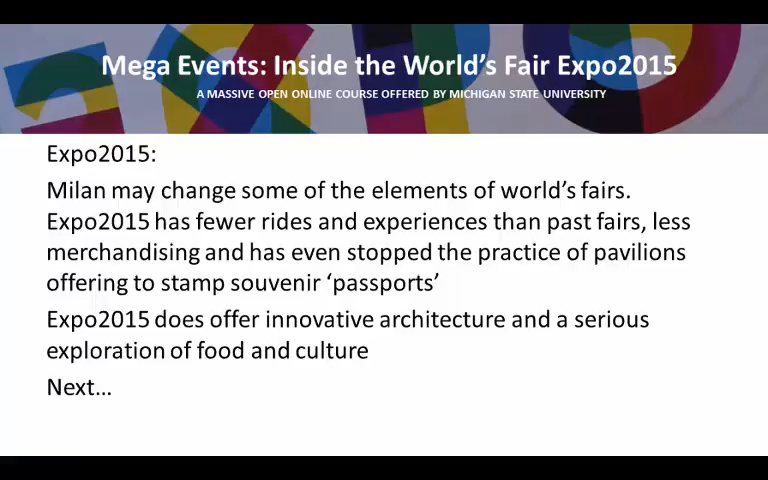 Mega Events: Inside the World’s Fair Expo2015
A MASSIVE OPEN ONLINE COURSE OFFERED BY MICHIGAN STATE UNIVERSITY
Expo2015:
Milan may change some of the elements of world’s fairs.
Expo2015 has fewer rides and experiences than past fairs, less
merchandising and has even stopped the practice of pavilions
offering to stamp souvenir ‘passports’
Expo2015 does offer innovative architecture and a serious
exploration of food and culture
Next…